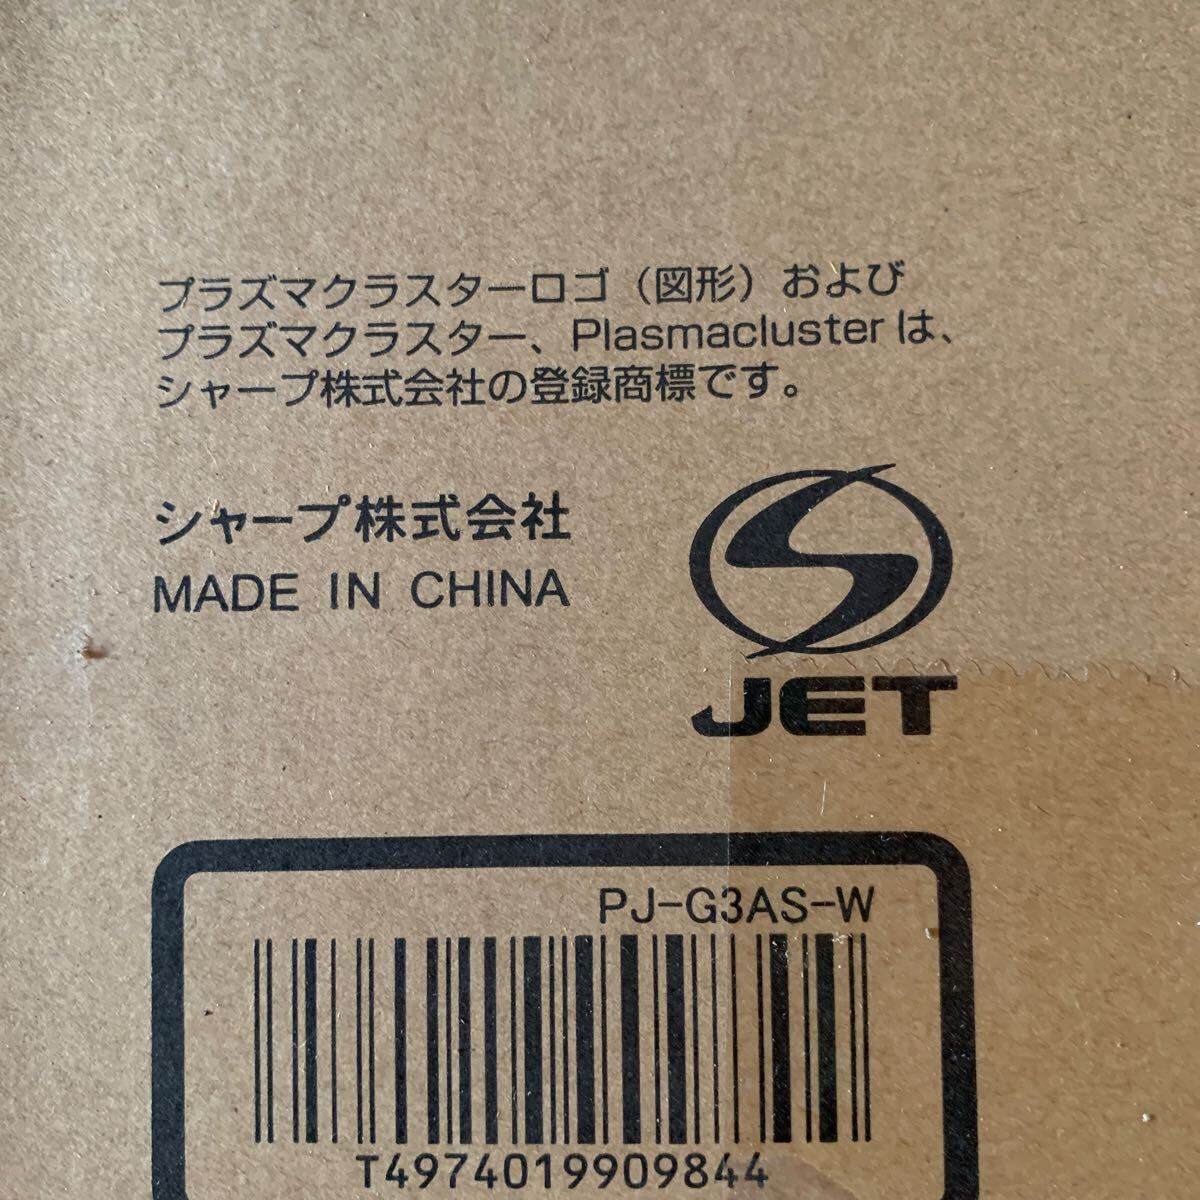 プラズマクラスターロゴ（図形）および
プラズマクラスター、Plasmaclusterは、
シャープ株式会社の登録商標です。
シャープ株式会社
MADE IN CHINA
JET
PJ-G3AS-W
T4974019909844